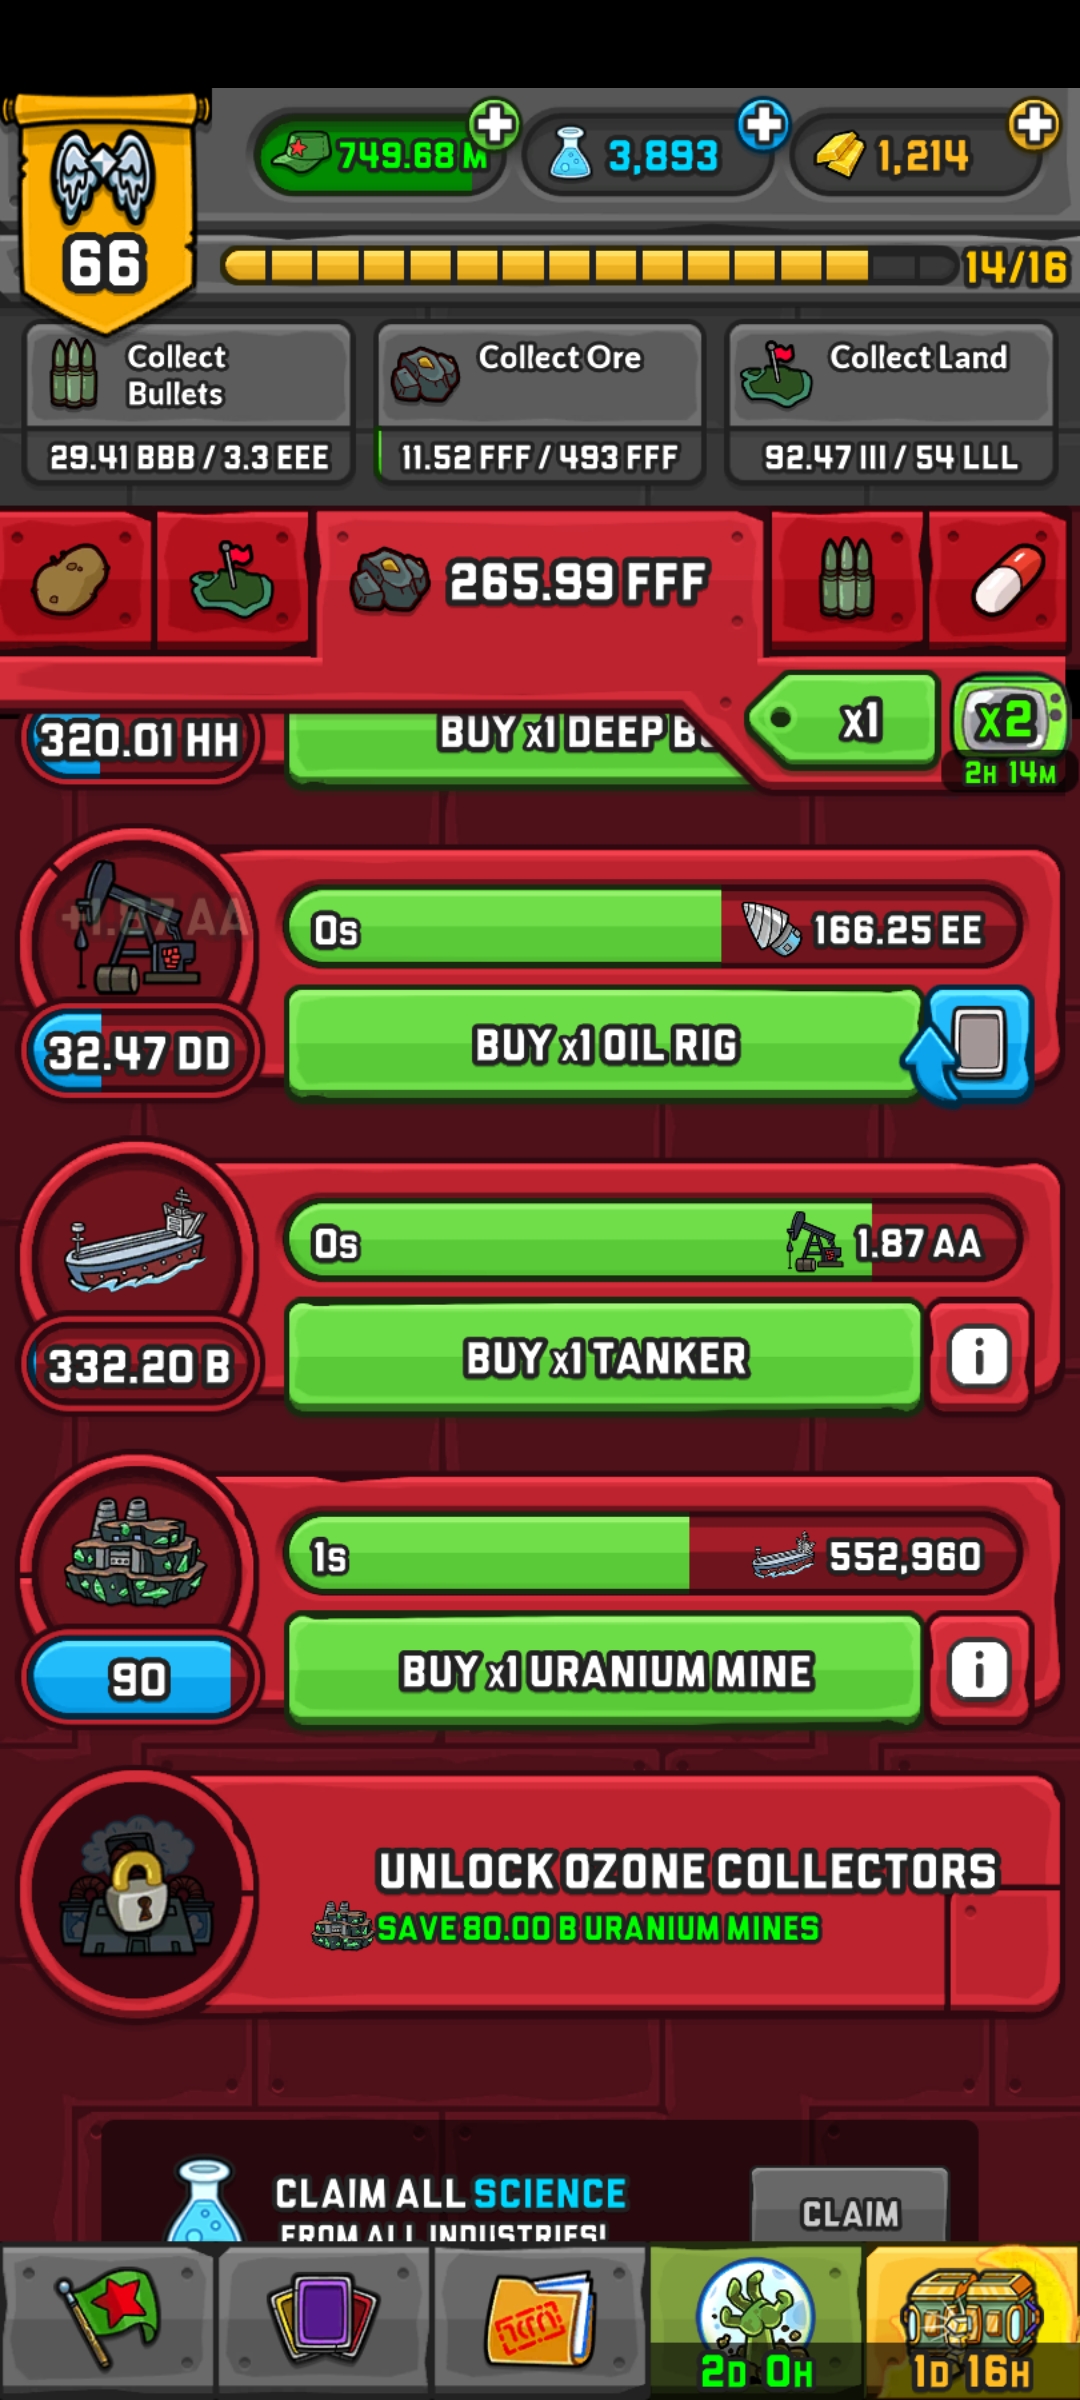 749.68 M
3,893
1,214
66
14/16
Collect
Bullets
Collect Ore
Collect Land
29.41 BBB / 3.3 EEE
11.52 FFF / 493 FFF
92.47 III / 54 LLL
265.99 FFF
x1
x2
2H 14M
320.01 HH
BUY x1 DEEP B
+1.87 AA
0s
166.25 EE
32.47 DD
BUY x1 OIL RIG
0s
1.87 AA
332.20 B
BUY x1 TANKER
i
1s
552,960
90
BUY x1 URANIUM MINE
i
UNLOCK OZONE COLLECTORS
SAVE 80.00 B URANIUM MINES
CLAIM ALL SCIENCE
FROM ALL INDUSTRIES!
CLAIM
2D 0H
1D 16H